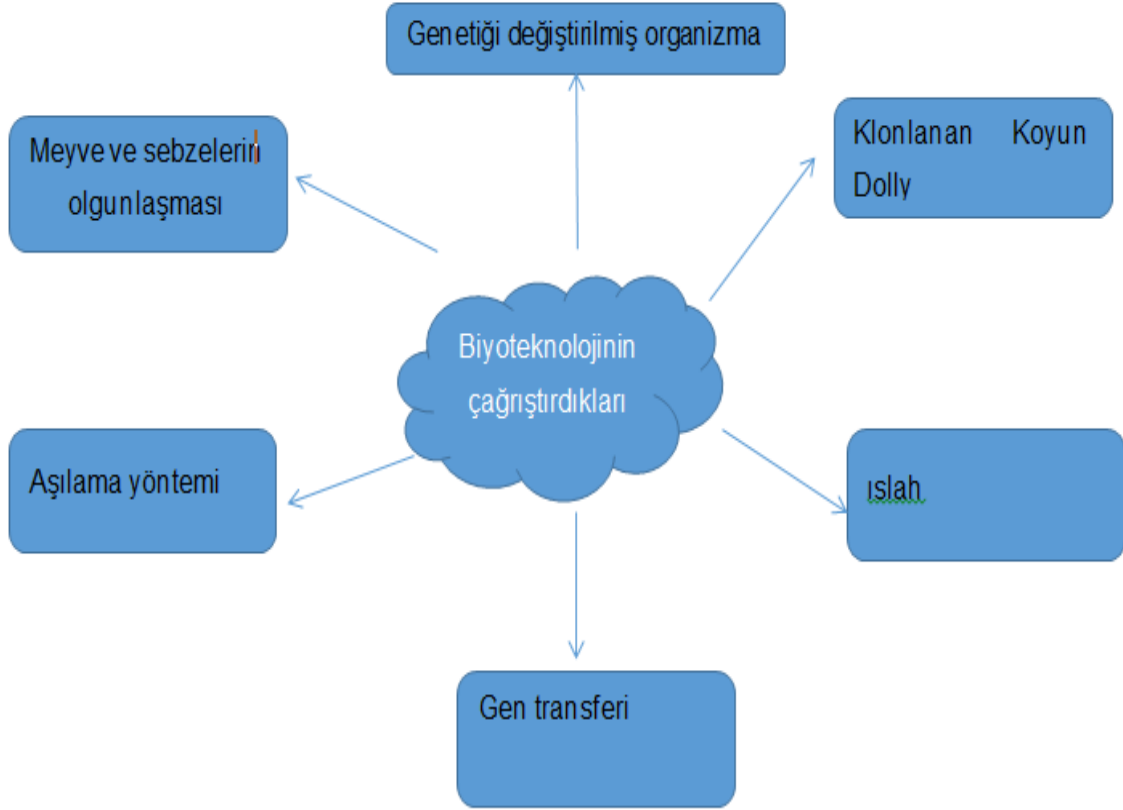 Genetiği değiştirilmiş organizma
Meyve ve sebzelerin
olgunlaşması
Klonlanan Koyun
Dolly
Biyoteknolojinin
çağrıştırdıkları
Aşılama yöntemi
ıslah
Gen transferi